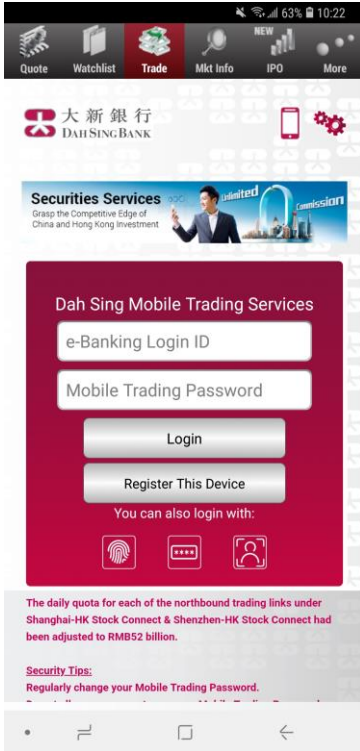 63% 10:22
NEW
Quote Watchlist Trade Mkt Info IPO More
大新銀行
DAH SING BANK
Securities Services
Grasp the Competitive Edge of
China and Hong Kong Investment
Unlimited
Commission
Dah Sing Mobile Trading Services
e-Banking Login ID
Mobile Trading Password
Login
Register This Device
You can also login with:
The daily quota for each of the northbound trading links under
Shanghai-HK Stock Connect & Shenzhen-HK Stock Connect had
been adjusted to RMB52 billion.
Security Tips:
Regularly change your Mobile Trading Password.